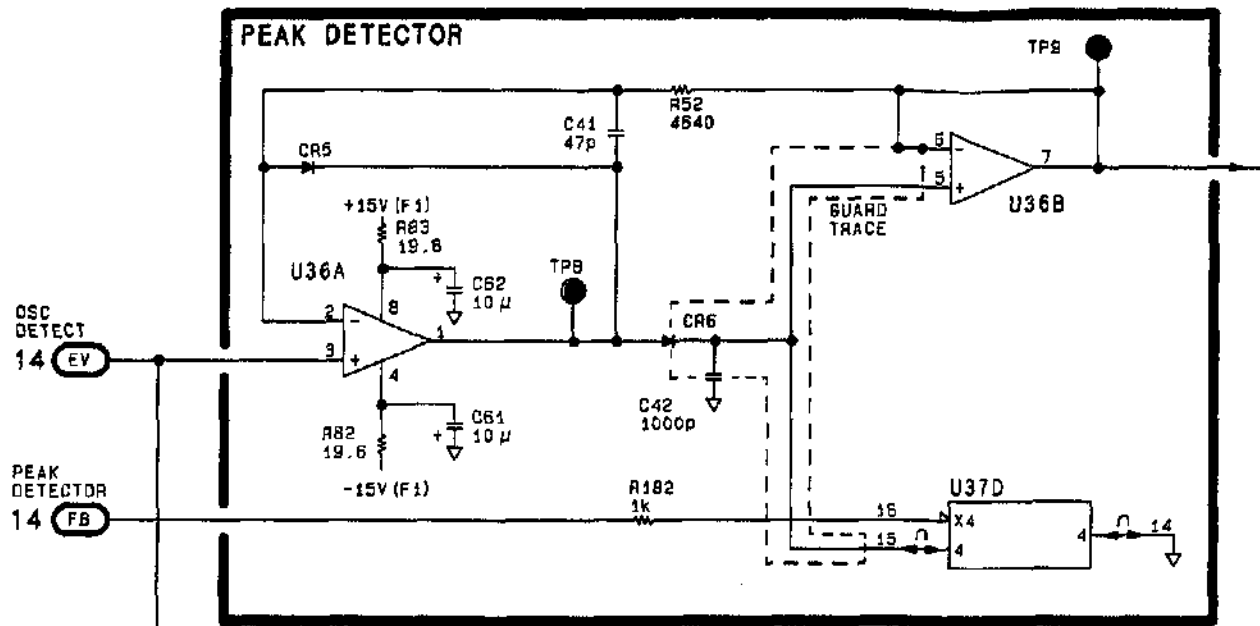 PEAK DETECTOR
TP9
R52
4640
C41
47p
CR5
6
-
7
5
+
U36B
+15V(F1)
R83
19.6
GUARD
TRACE
U36A
TP8
+
C62
10µ
8
OSC
DETECT
2
-
1
CR6
14 EV
3
+
4
C42
1000p
C61
+
10µ
R82
19.6
-15V(F1)
PEAK
DETECTOR
R182
1k
U37D
14 FB
16
X4
15
4
4
14